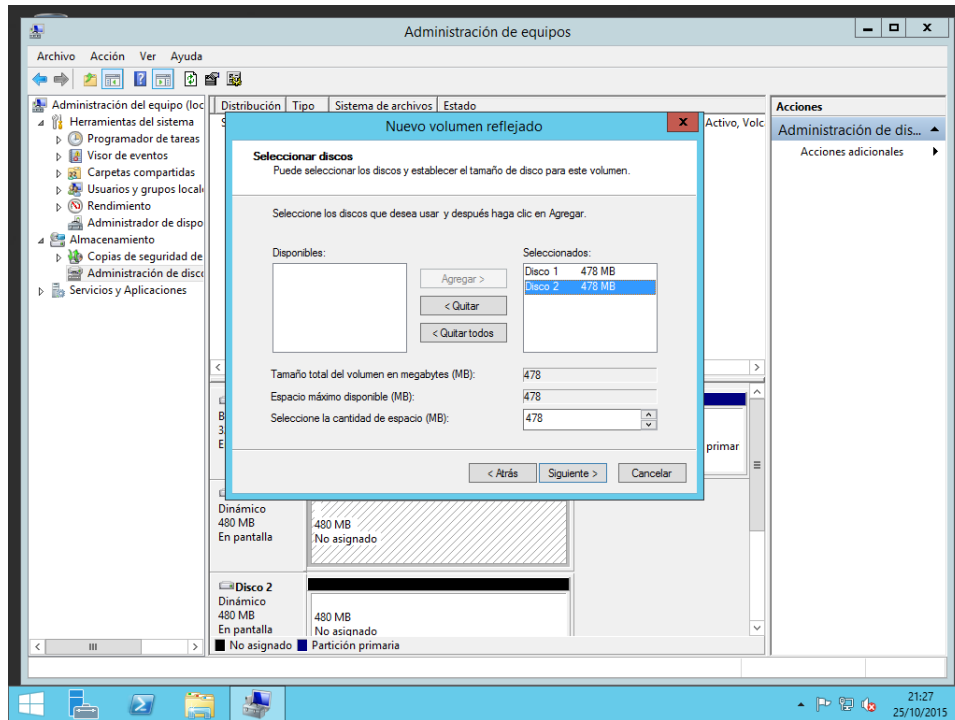 Administración de equipos
Archivo Acción Ver Ayuda
Administración del equipo (loc
Herramientas del sistema
Programador de tareas
Visor de eventos
Carpetas compartidas
Usuarios y grupos local
Rendimiento
Administrador de dispo
Almacenamiento
Copias de seguridad de
Administración de disco
Servicios y Aplicaciones
Distribución Tipo Sistema de archivos Estado
Activo, Volc
Nuevo volumen reflejado
Seleccionar discos
Puede seleccionar los discos y establecer el tamaño de disco para este volumen.
Seleccione los discos que desea usar y después haga clic en Agregar.
Disponibles:
Seleccionados:
Agregar >
< Quitar
< Quitar todos
Disco 1 478 MB
Disco 2 478 MB
Tamaño total del volumen en megabytes (MB): 478
Espacio máximo disponible (MB): 478
Seleccione la cantidad de espacio (MB): 478
< Atrás Siguiente > Cancelar
primar
Dinámico
480 MB
En pantalla
480 MB
No asignado
Disco 2
Dinámico
480 MB
En pantalla
480 MB
No asignado
No asignado Partición primaria
Acciones
Administración de dis...
Acciones adicionales
21:27
25/10/2015